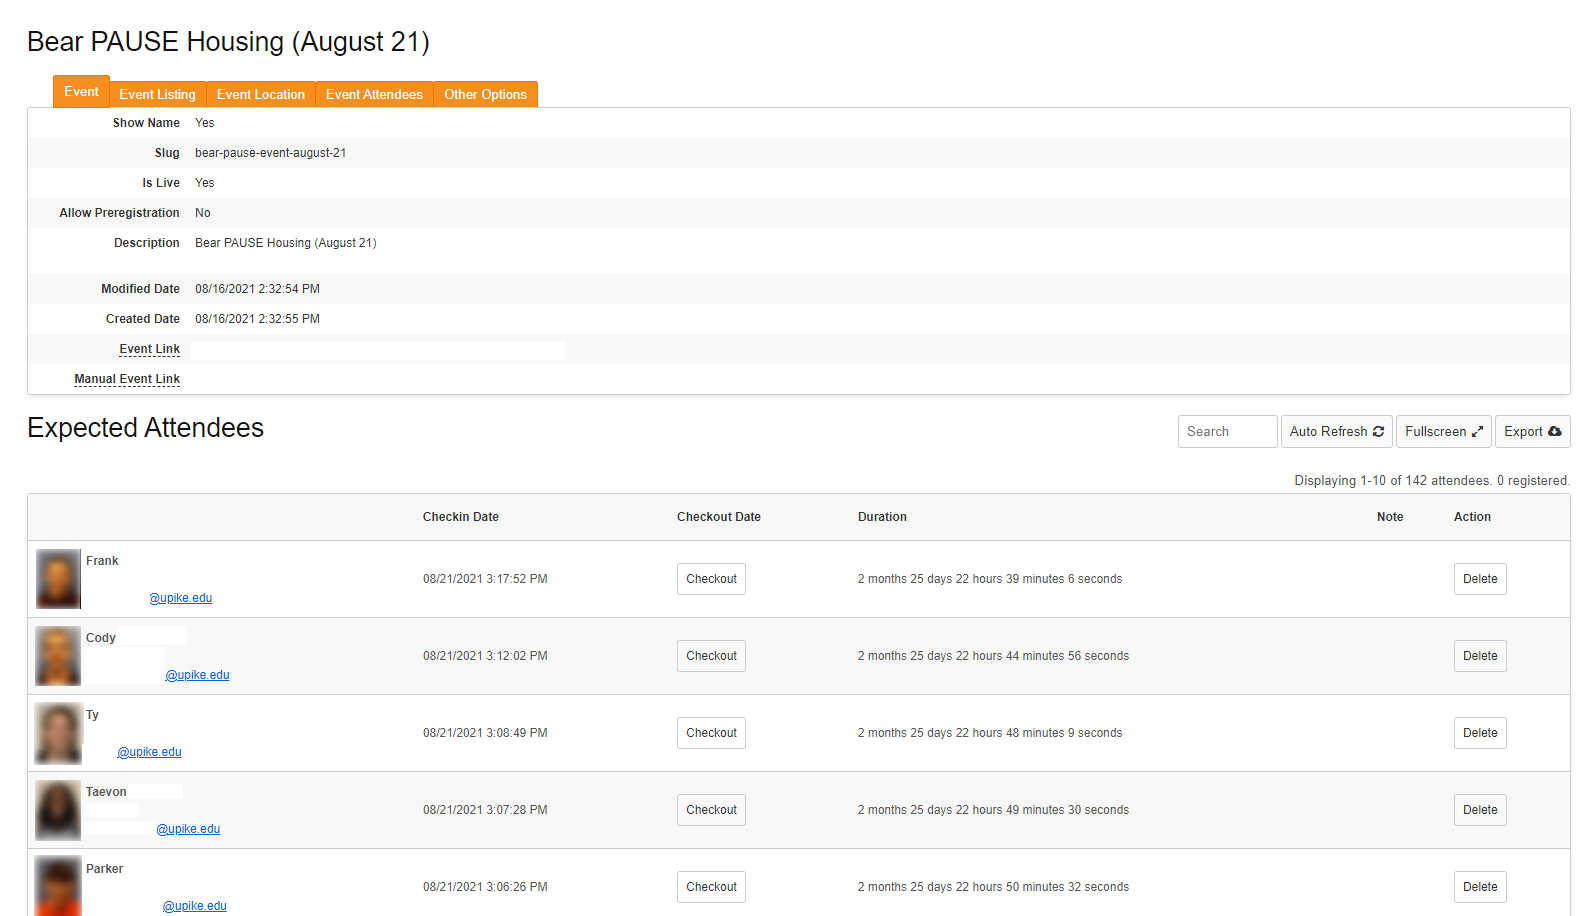 Bear PAUSE Housing (August 21)
Event Event Listing Event Location Event Attendees Other Options
Show Name Yes
Slug bear-pause-event-august-21
Is Live Yes
Allow Preregistration No
Description Bear PAUSE Housing (August 21)
Modified Date 08/16/2021 2:32:54 PM
Created Date 08/16/2021 2:32:55 PM
Event Link
Manual Event Link
Expected Attendees Search Auto Refresh Fullscreen Export
Displaying 1-10 of 142 attendees. 0 registered.
Checkin Date Checkout Date Duration Note Action
Frank
08/21/2021 3:17:52 PM Checkout 2 months 25 days 22 hours 39 minutes 6 seconds Delete
@upike.edu
Cody
08/21/2021 3:12:02 PM Checkout 2 months 25 days 22 hours 44 minutes 56 seconds Delete
@upike.edu
Ty
08/21/2021 3:08:49 PM Checkout 2 months 25 days 22 hours 48 minutes 9 seconds Delete
@upike.edu
Taevon
08/21/2021 3:07:28 PM Checkout 2 months 25 days 22 hours 49 minutes 30 seconds Delete
@upike.edu
Parker
08/21/2021 3:06:26 PM Checkout 2 months 25 days 22 hours 50 minutes 32 seconds Delete
@upike.edu